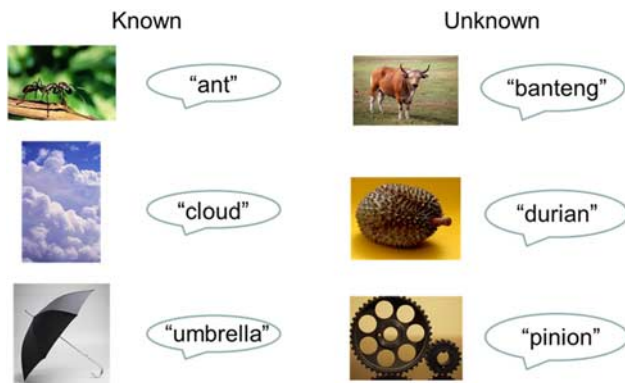 Known
Unknown
“ant”
“banteng”
“cloud”
“durian”
“umbrella”
“pinion”